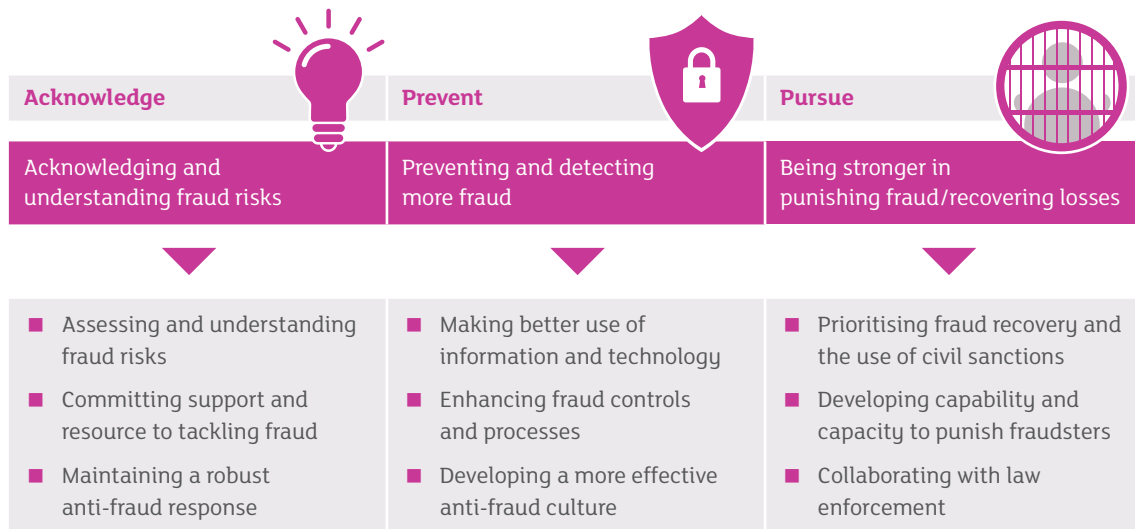 Acknowledge
Prevent
Pursue
Acknowledging and
understanding fraud risks
Preventing and detecting
more fraud
Being stronger in
punishing fraud/recovering losses
■ Assessing and understanding
fraud risks
■ Committing support and
resource to tackling fraud
■ Maintaining a robust
anti-fraud response
■ Making better use of
information and technology
■ Enhancing fraud controls
and processes
■ Developing a more effective
anti-fraud culture
■ Prioritising fraud recovery and
the use of civil sanctions
■ Developing capability and
capacity to punish fraudsters
■ Collaborating with law
enforcement